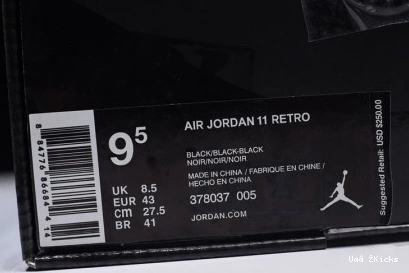 9⁵
AIR JORDAN 11 RETRO
BLACK/BLACK-BLACK
NOIR/NOIR/NOIR
MADE IN CHINA / FABRIQUE EN CHINE /
HECHO EN CHINA
UK 8.5
EUR 43
CM 27.5
BR 41
378037 005
JORDAN.COM
Suggested Retail: USD $250.00